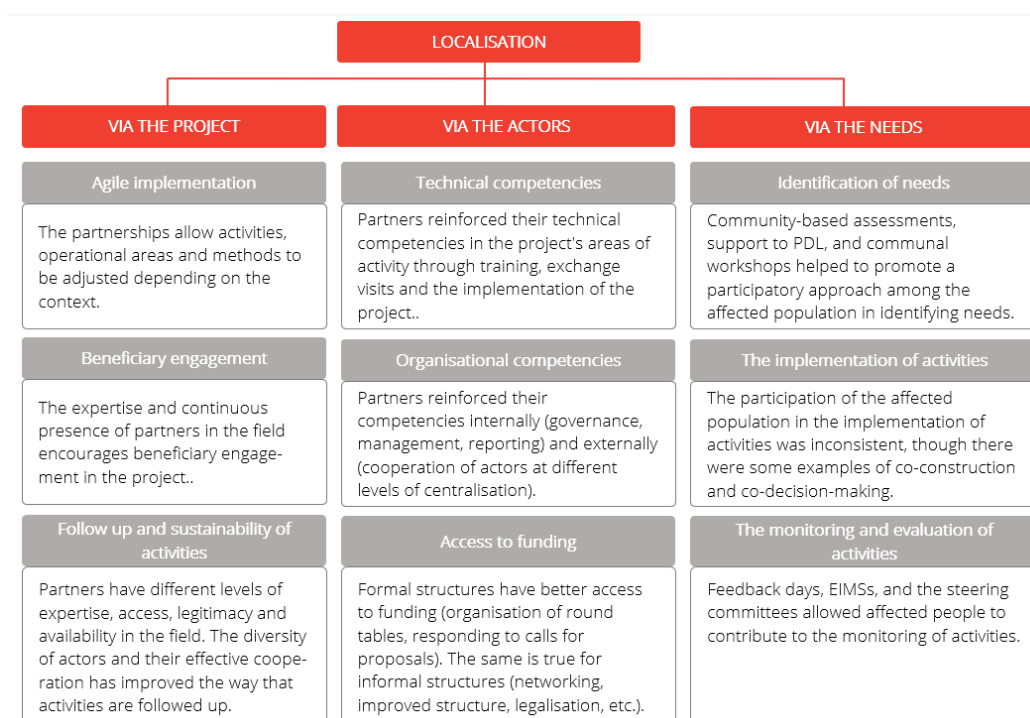 LOCALISATION
VIA THE PROJECT
Agile implementation
The partnerships allow activities,
operational areas and methods to
be adjusted depending on the
context.
Beneficiary engagement
The expertise and continuous
presence of partners in the field
encourages beneficiary engage-
ment in the project..
Follow up and sustainability of
activities
Partners have different levels of
expertise, access, legitimacy and
availability in the field. The diversity
of actors and their effective coope-
ration has improved the way that
activities are followed up.
VIA THE ACTORS
Technical competencies
Partners reinforced their technical
competencies in the project's areas of
activity through training, exchange
visits and the implementation of the
project..
Organisational competencies
Partners reinforced their
competencies internally (governance,
management, reporting) and externally
(cooperation of actors at different
levels of centralisation).
Access to funding
Formal structures have better access
to funding (organisation of round
tables, responding to calls for
proposals). The same is true for
informal structures (networking,
improved structure, legalisation, etc.).
VIA THE NEEDS
Identification of needs
Community-based assessments,
support to PDL, and communal
workshops helped to promote a
participatory approach among the
affected population in identifying needs.
The implementation of activities
The participation of the affected
population in the implementation of
activities was inconsistent, though there
were some examples of co-construction
and co-decision-making.
The monitoring and evaluation of
activities
Feedback days, EIMSs, and the steering
committees allowed affected people to
contribute to the monitoring of activities.